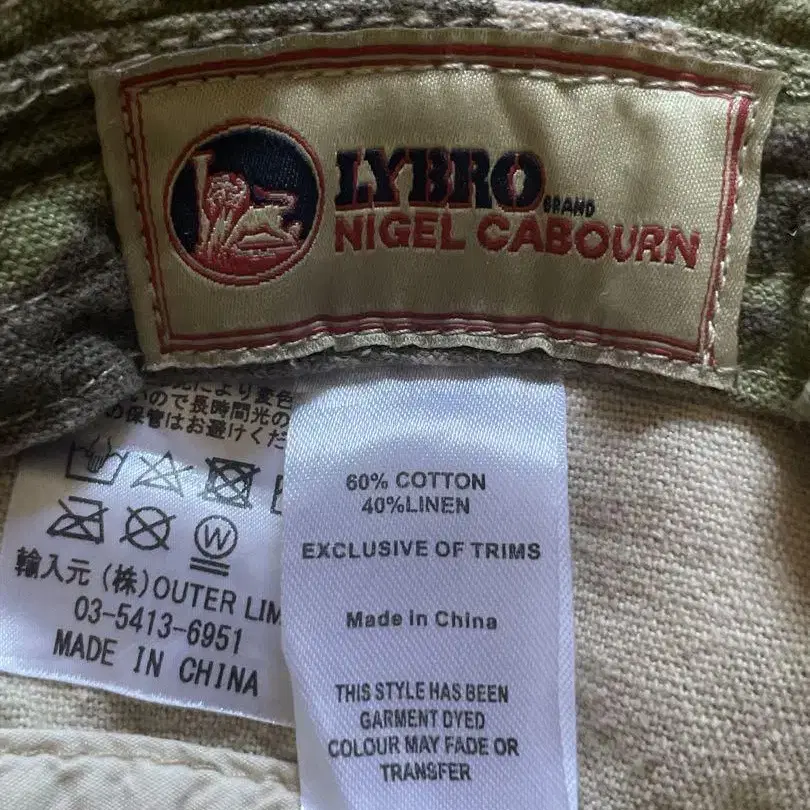 LYBRO BRAND
NIGEL CABOURN
により変色
いので長時間光の
の保管はお避けくだ
W
輸入元 (株)OUTER LIM
03-5413-6951
MADE IN CHINA
60% COTTON
40%LINEN
EXCLUSIVE OF TRIMS
Made in China
THIS STYLE HAS BEEN
GARMENT DYED
COLOUR MAY FADE OR
TRANSFER